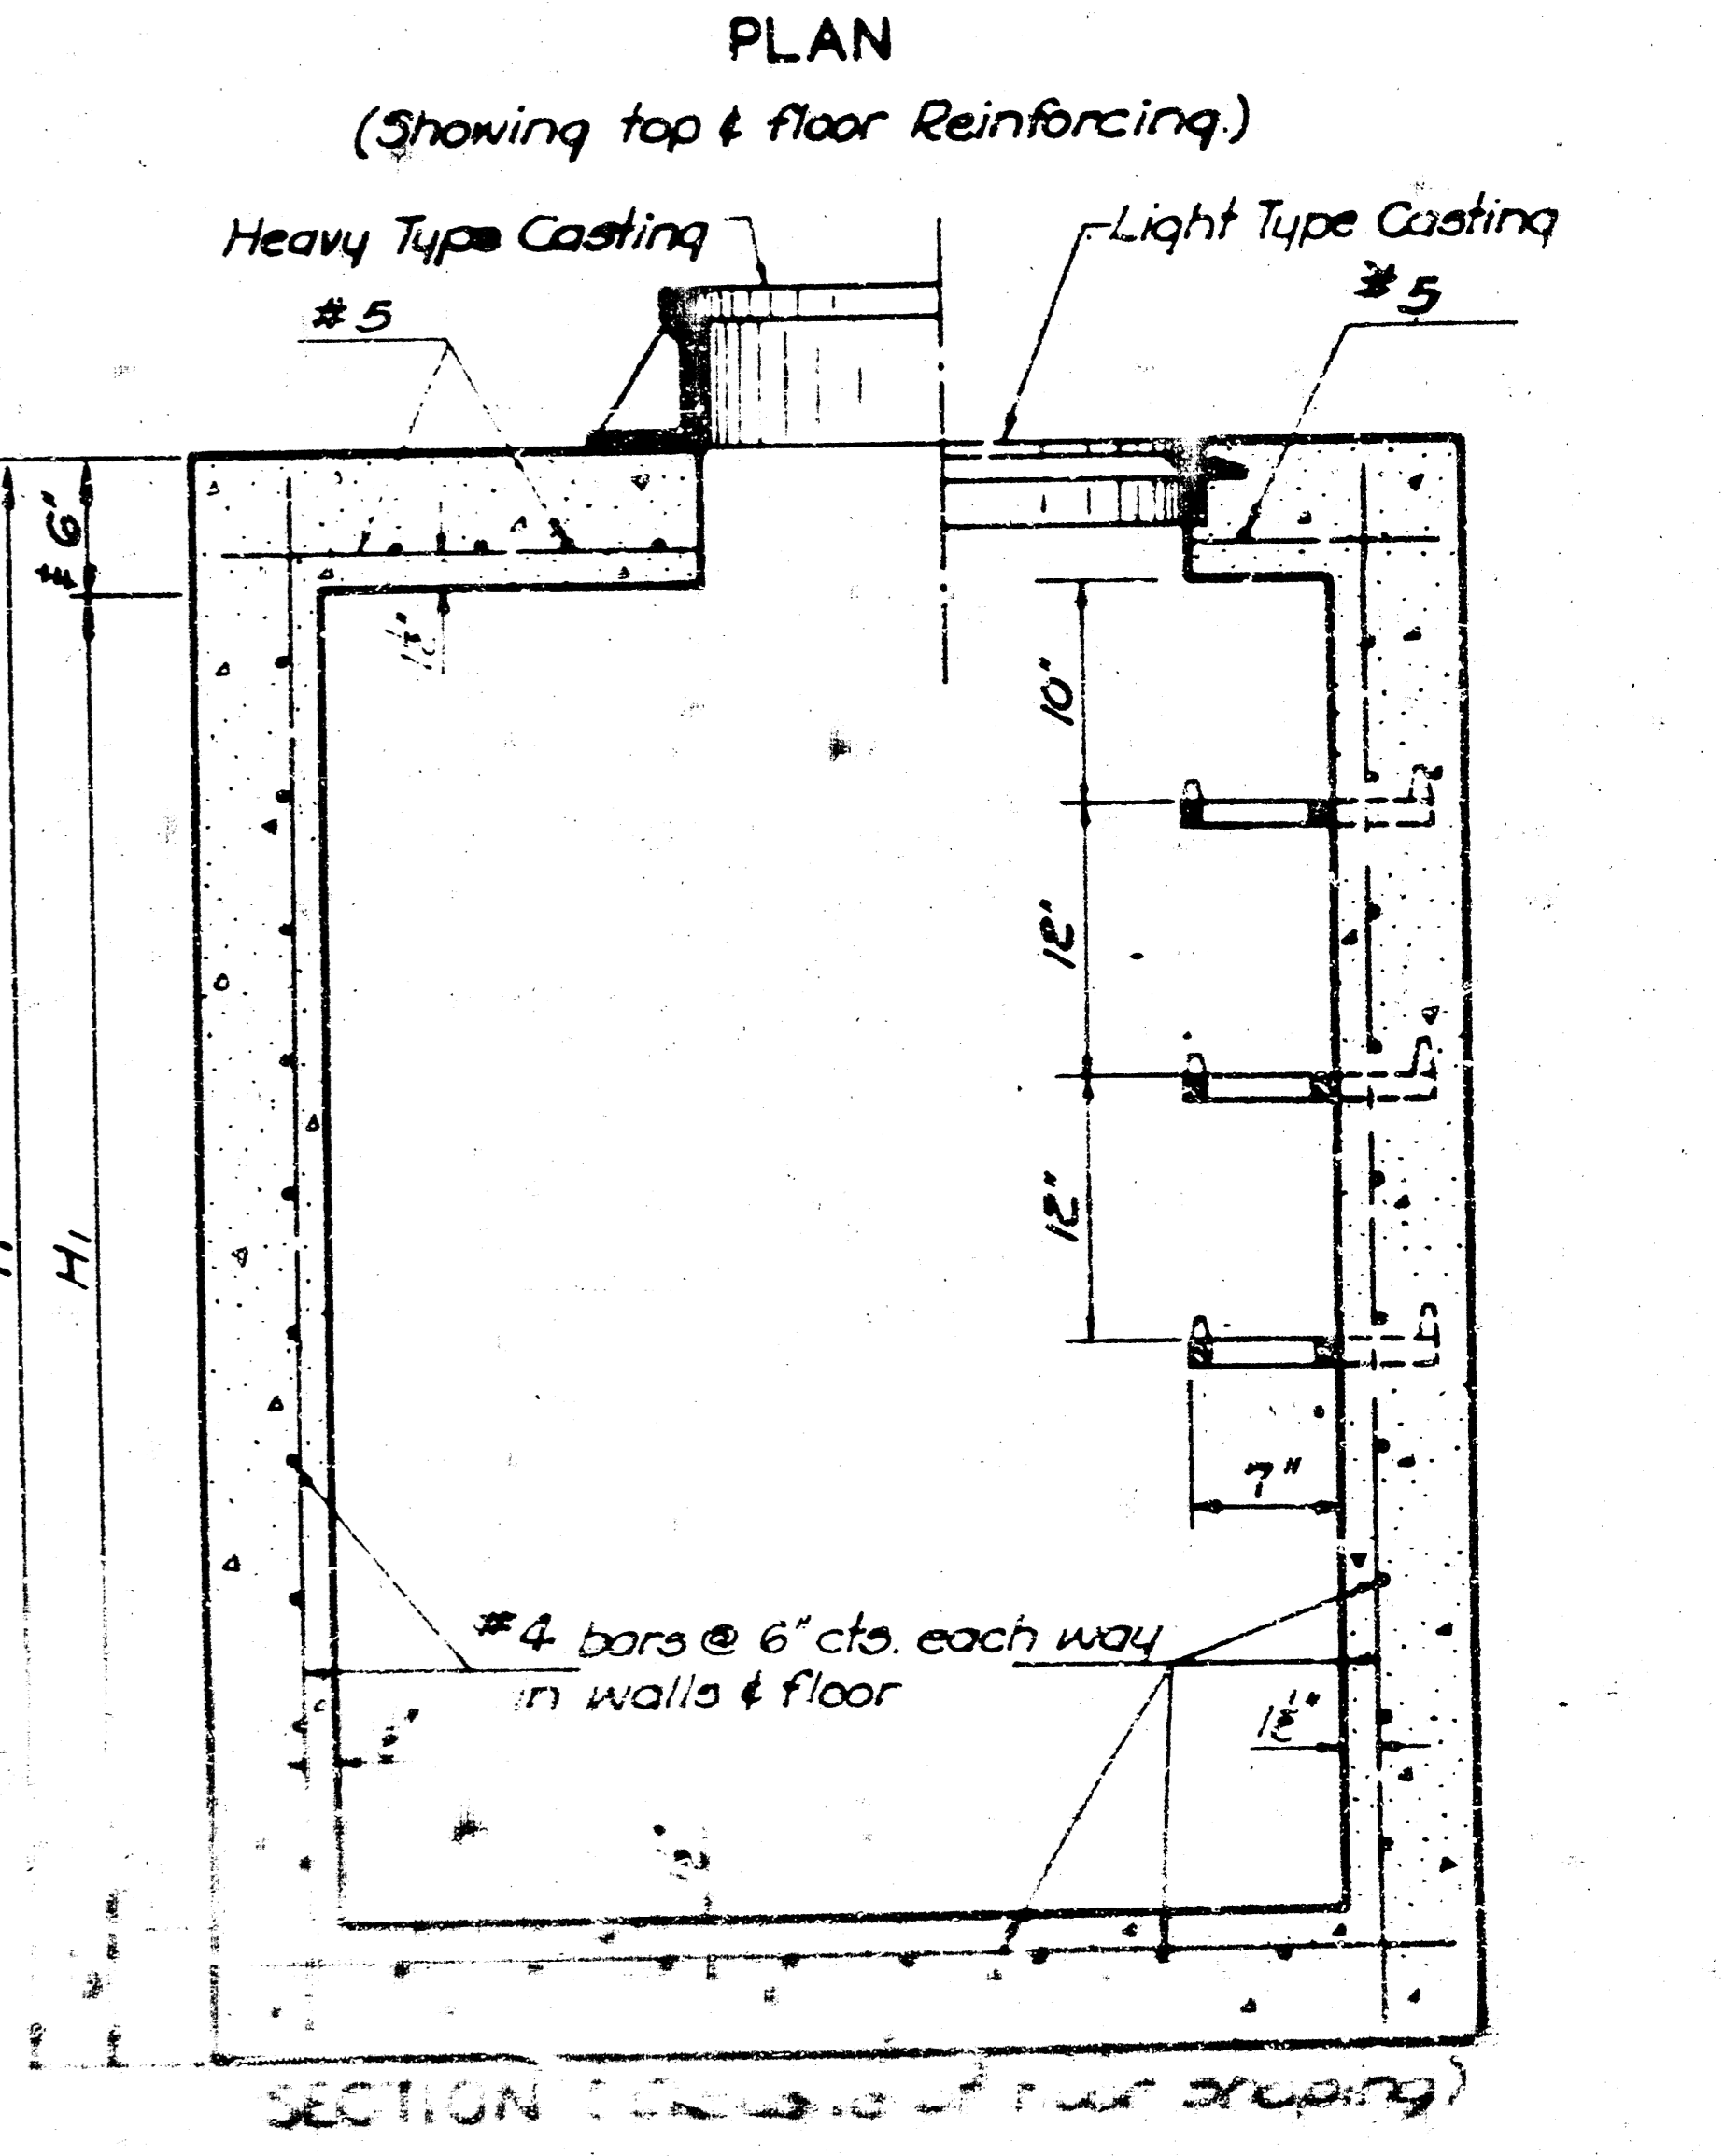 PLAN
(Showing top & floor Reinforcing.)
Heavy Type Casting
Light Type Casting
#5
#5
6"
1½"
10"
12"
12"
H1
7"
#4 bars @ 6" cts. each way
in walls & floor
1½"
SECTION